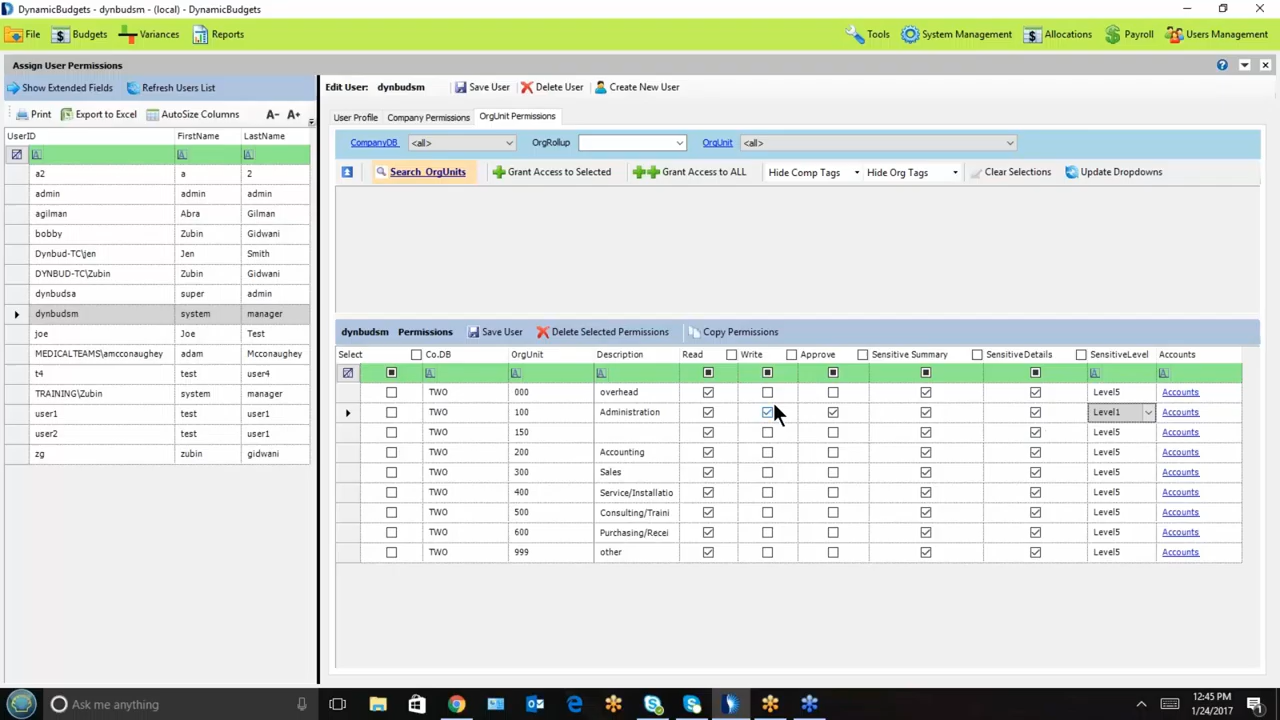 DynamicBudgets - dynbudsm - (local) - DynamicBudgets
File Budgets Variances Reports Tools System Management Allocations Payroll Users Management
Assign User Permissions
Show Extended Fields Refresh Users List
Print Export to Excel AutoSize Columns A- A+
UserID FirstName LastName
a2 a 2
admin admin admin
agilman Abra Gilman
bobby Zubin Gidwani
Dynbud-TC\jen Jen Smith
DYNBUD-TC\Zubin Zubin Gidwani
dynbudsa super admin
dynbudsm system manager
joe Joe Test
MEDICALTEAMS\amcconaughey adam Mcconaughey
t4 test user4
TRAINING\Zubin system manager
user1 test user1
user2 test user1
zg zubin gidwani
Edit User: dynbudsm Save User Delete User Create New User
User Profile Company Permissions OrgUnit Permissions
CompanyDB <all> OrgRollup OrgUnit <all>
Search OrgUnits Grant Access to Selected Grant Access to ALL Hide Comp Tags Hide Org Tags Clear Selections Update Dropdowns
dynbudsm Permissions Save User Delete Selected Permissions Copy Permissions
Select Co.DB OrgUnit Description Read Write Approve Sensitive Summary SensitiveDetails SensitiveLevel Accounts
TWO 000 overhead Level5 Accounts
TWO 100 Administration Level1 Accounts
TWO 150 Level5 Accounts
TWO 200 Accounting Level5 Accounts
TWO 300 Sales Level5 Accounts
TWO 400 Service/Installatio Level5 Accounts
TWO 500 Consulting/Traini Level5 Accounts
TWO 600 Purchasing/Recei Level5 Accounts
TWO 999 other Level5 Accounts
Ask me anything
12:45 PM
1/24/2017